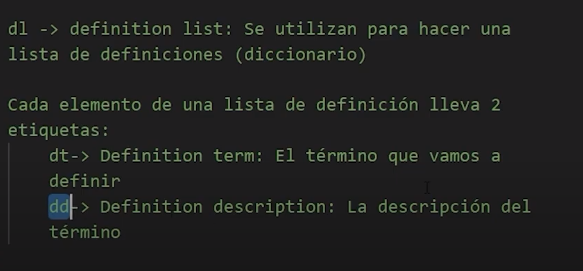 dl -> definition list: Se utilizan para hacer una
lista de definiciones (diccionario)
Cada elemento de una lista de definición lleva 2
etiquetas:
dt-> Definition term: El término que vamos a
definir
dd-> Definition description: La descripción del
término